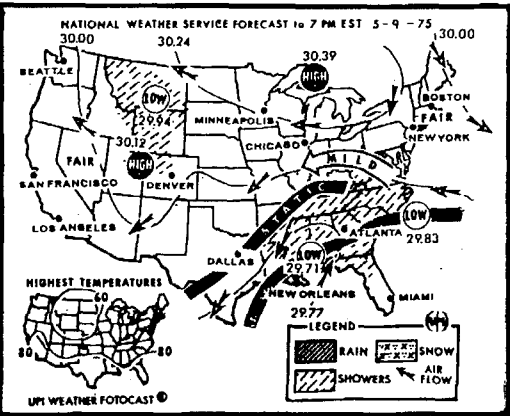 NATIONAL WEATHER SERVICE FORECAST to 7 PM EST 5-9-75
30.00
30.24
30.39
30.00
SEATTLE
HIGH
LOW
29.94
BOSTON
FAIR
MINNEAPOLIS
NEW YORK
30.12
CHICAGO
MILD
FAIR
HIGH
DENVER
SAN FRANCISCO
STATIC
LOW
LOS ANGELES
ATLANTA
29.83
DALLAS
LOW
29.71
HIGHEST TEMPERATURES
60
NEW ORLEANS
MIAMI
29.77
LEGEND
RAIN
SNOW
80
80
SHOWERS
AIR
FLOW
UPI WEATHER FOTOCAST ©